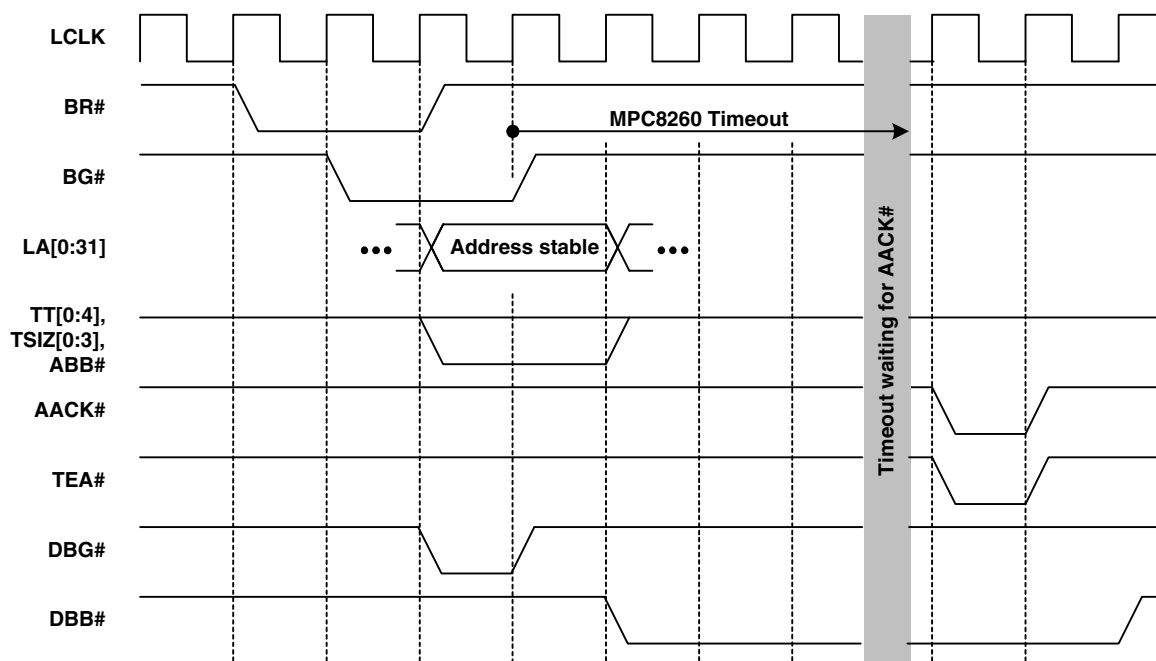 LCLK
BR#
MPC8260 Timeout
BG#
LA[0:31]
••• Address stable •••
TT[0:4],
TSIZ[0:3],
ABB#
AACK#
TEA#
DBG#
DBB#
Timeout waiting for AACK#